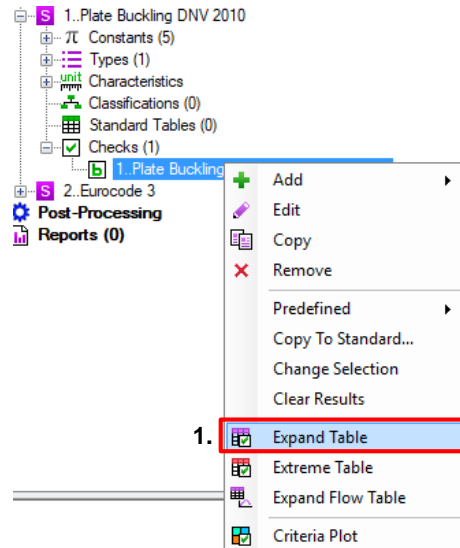 S 1..Plate Buckling DNV 2010
π Constants (5)
Types (1)
unit Characteristics
Classifications (0)
Standard Tables (0)
Checks (1)
b 1..Plate Buckling
S 2..Eurocode 3
Post-Processing
Reports (0)
Add
Edit
Copy
Remove
Predefined
Copy To Standard...
Change Selection
Clear Results
1. Expand Table
Extreme Table
Expand Flow Table
Criteria Plot